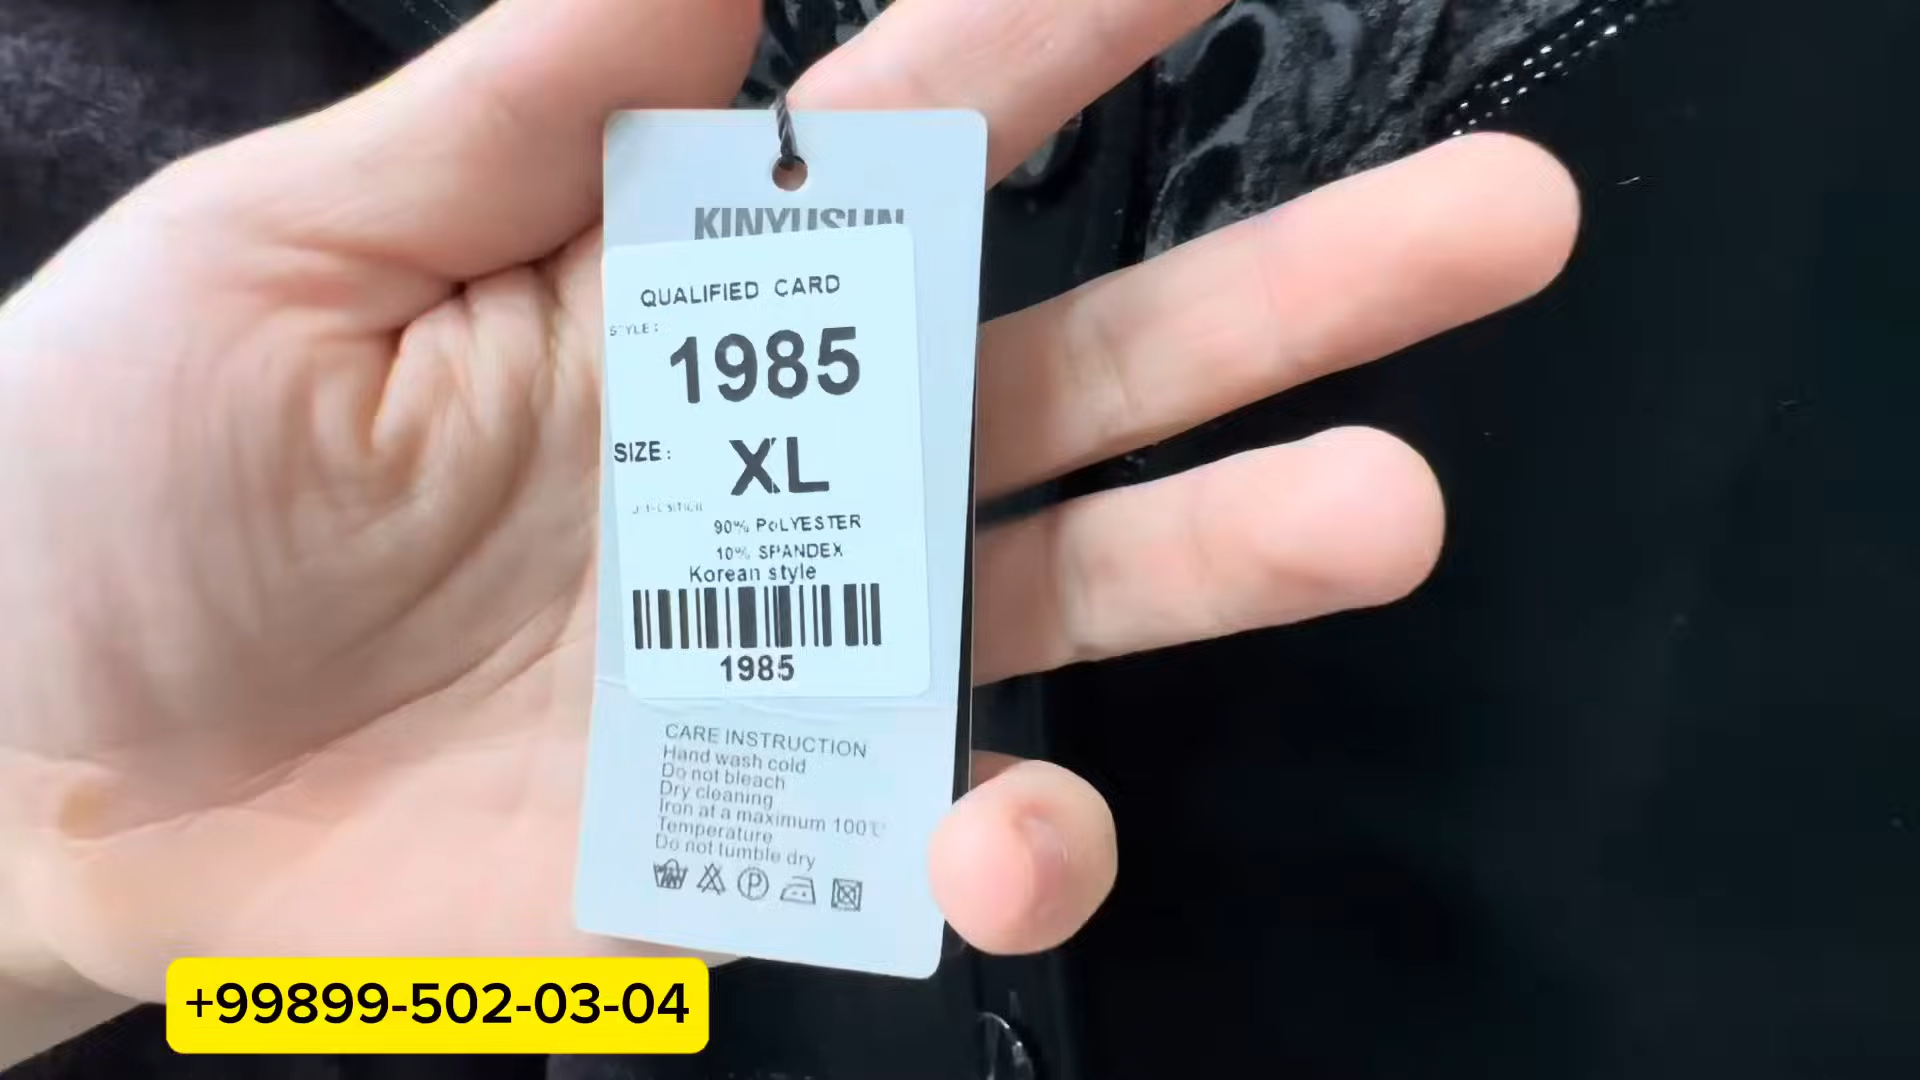 KINYUSUN
QUALIFIED CARD
STYLE:
1985
SIZE: XL
90% POLYESTER
10% SPANDEX
Korean style
1985
CARE INSTRUCTION
Hand wash cold
Do not bleach
Dry cleaning
Iron at a maximum 100℃
Temperature
Do not tumble dry
+99899-502-03-04